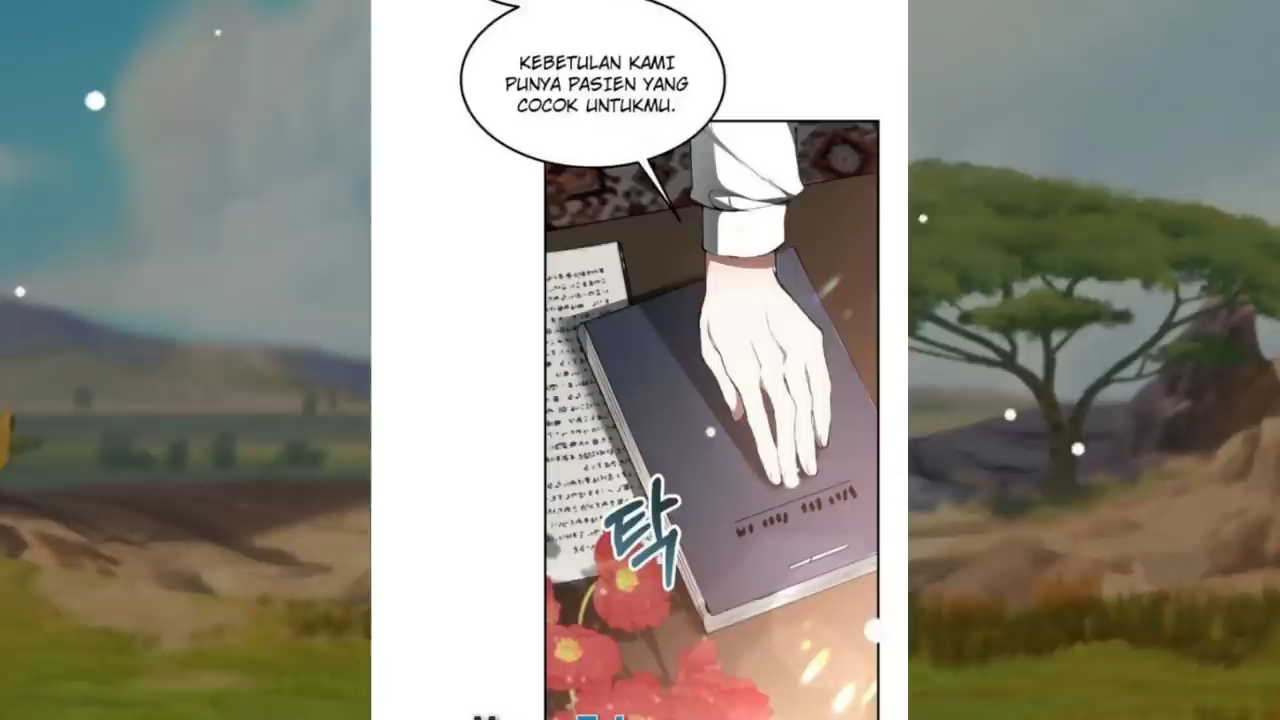 KEBETULAN KAMI
PUNYA PASIEN YANG
COCOK UNTUKMU.
탁